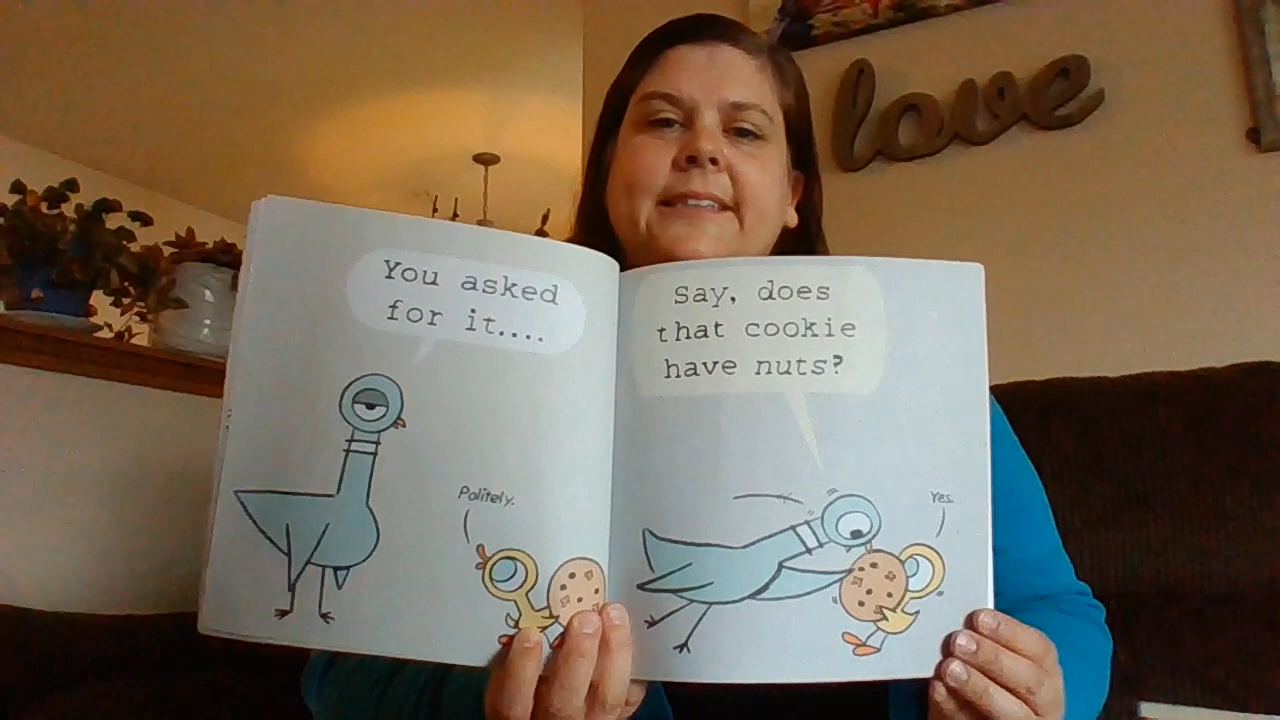 love
You asked
for it....
Politely.
Say, does
that cookie
have nuts?
Yes.